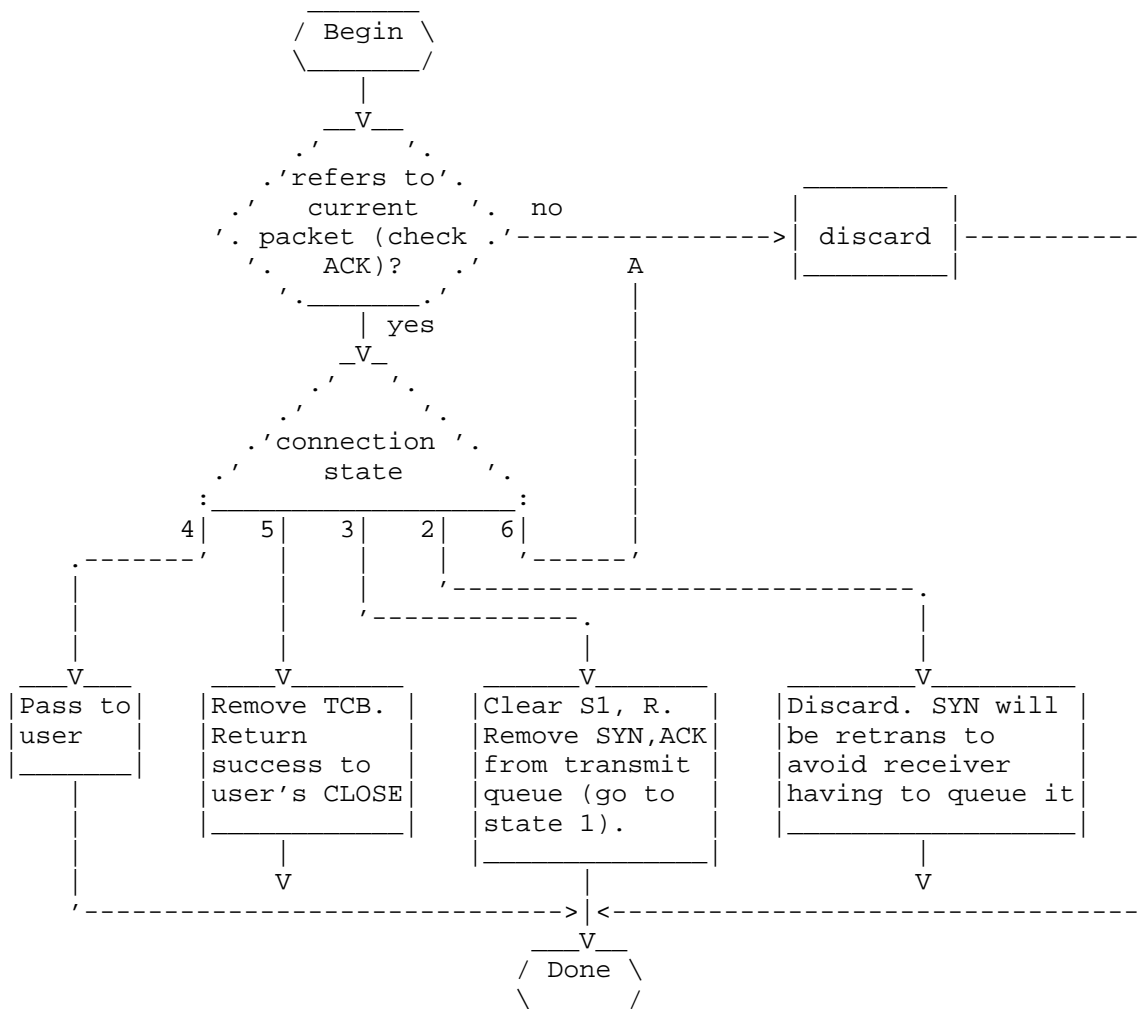 Begin
refers to
current
packet (check
ACK)?
no
discard
A
yes
V
V
connection
state
4 5 3 2 6
V V V V
Pass to
user
Remove TCB.
Return
success to
user's CLOSE
Clear S1, R.
Remove SYN,ACK
from transmit
queue (go to
state 1).
Discard. SYN will
be retrans to
avoid receiver
having to queue it
V V
V
Done